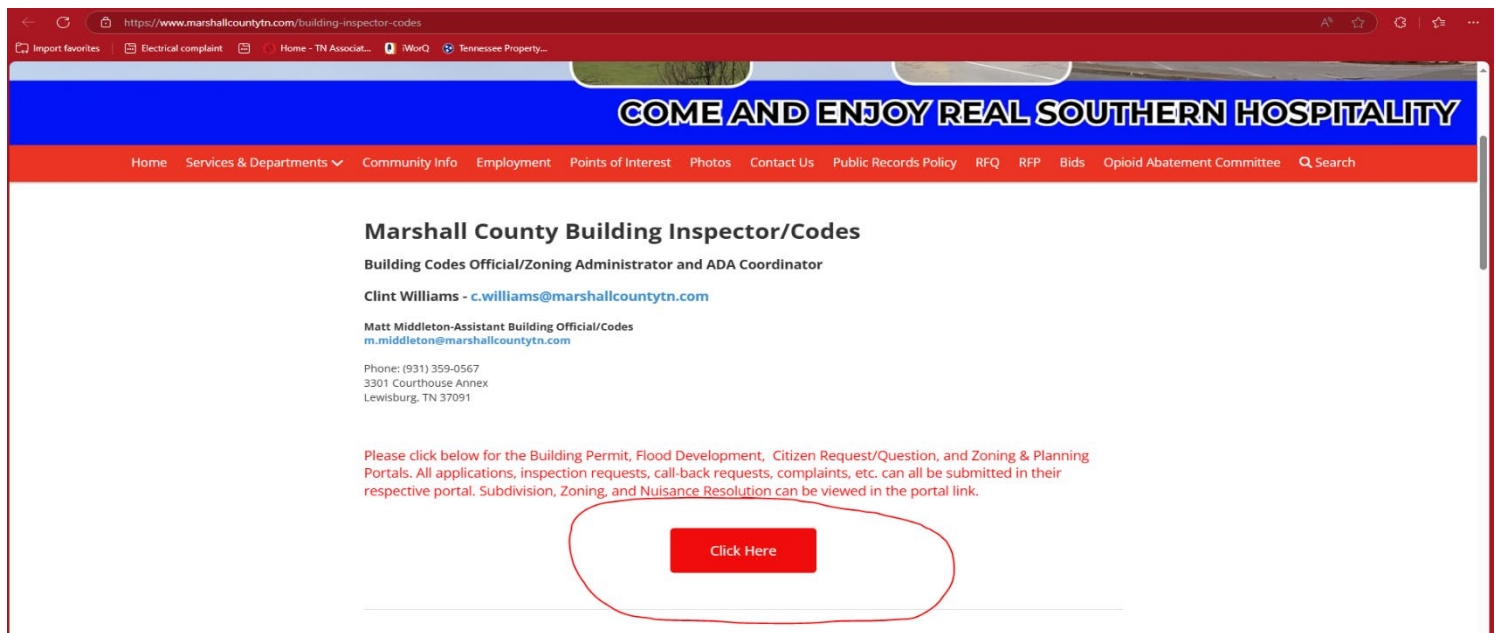 https://www.marshallcountytn.com/building-inspector-codes
Import favorites Electrical complaint Home - TN Associat... iWorQ Tennessee Property...
COME AND ENJOY REAL SOUTHERN HOSPITALITY
Home Services & Departments Community Info Employment Points of Interest Photos Contact Us Public Records Policy RFQ RFP Bids Opioid Abatement Committee Search
Marshall County Building Inspector/Codes
Building Codes Official/Zoning Administrator and ADA Coordinator
Clint Williams - c.williams@marshallcountytn.com
Matt Middleton-Assistant Building Official/Codes
m.middleton@marshallcountytn.com
Phone: (931) 359-0567
3301 Courthouse Annex
Lewisburg, TN 37091
Please click below for the Building Permit, Flood Development, Citizen Request/Question, and Zoning & Planning
Portals. All applications, inspection requests, call-back requests, complaints, etc. can all be submitted in their
respective portal. Subdivision, Zoning, and Nuisance Resolution can be viewed in the portal link.
Click Here